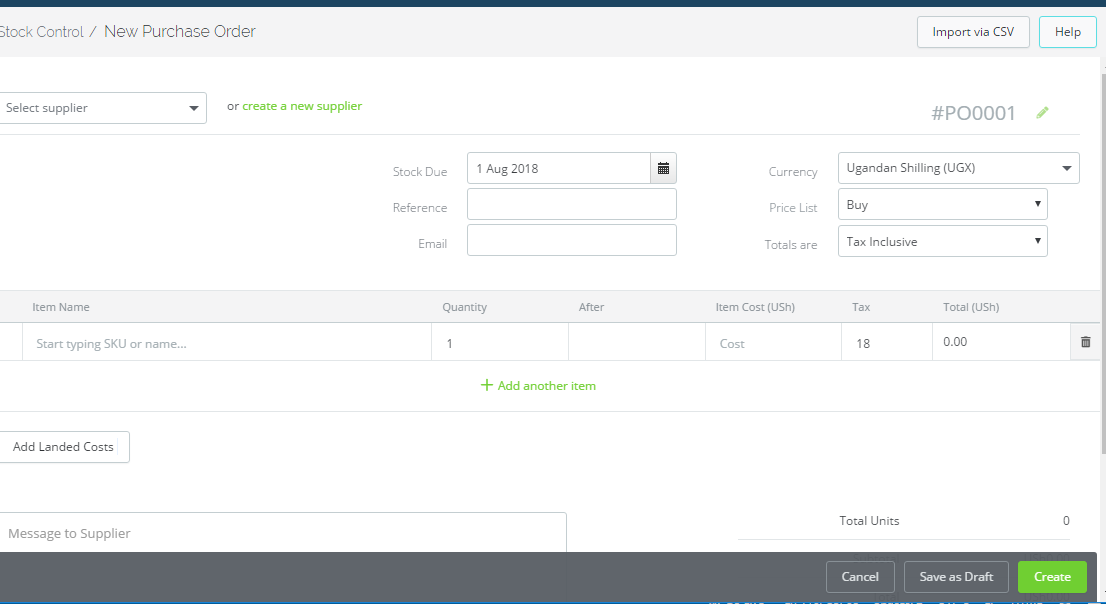 Stock Control / New Purchase Order
Import via CSV
Help
Select supplier
or create a new supplier
#PO0001
Stock Due
1 Aug 2018
Currency
Ugandan Shilling (UGX)
Reference
Price List
Buy
Email
Totals are
Tax Inclusive
Item Name
Quantity
After
Item Cost (USh)
Tax
Total (USh)
Start typing SKU or name...
1
Cost
18
0.00
+ Add another item
Add Landed Costs
Message to Supplier
Total Units
0
Cancel
Save as Draft
Create